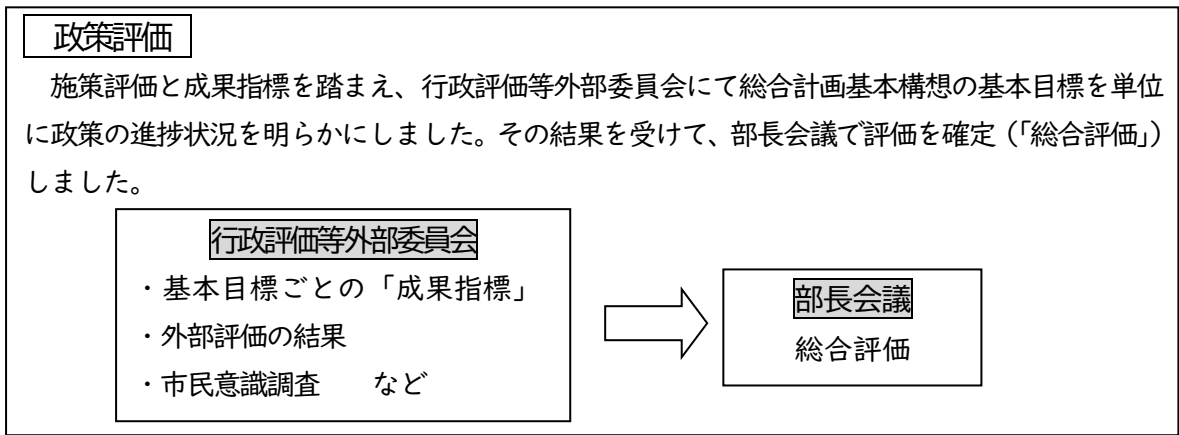 政策評価
施策評価と成果指標を踏まえ、行政評価等外部委員会にて総合計画基本構想の基本目標を単位
に政策の進捗状況を明らかにしました。その結果を受けて、部長会議で評価を確定（「総合評価」）
しました。
行政評価等外部委員会
・基本目標ごとの「成果指標」
・外部評価の結果
・市民意識調査　　など
部長会議
総合評価